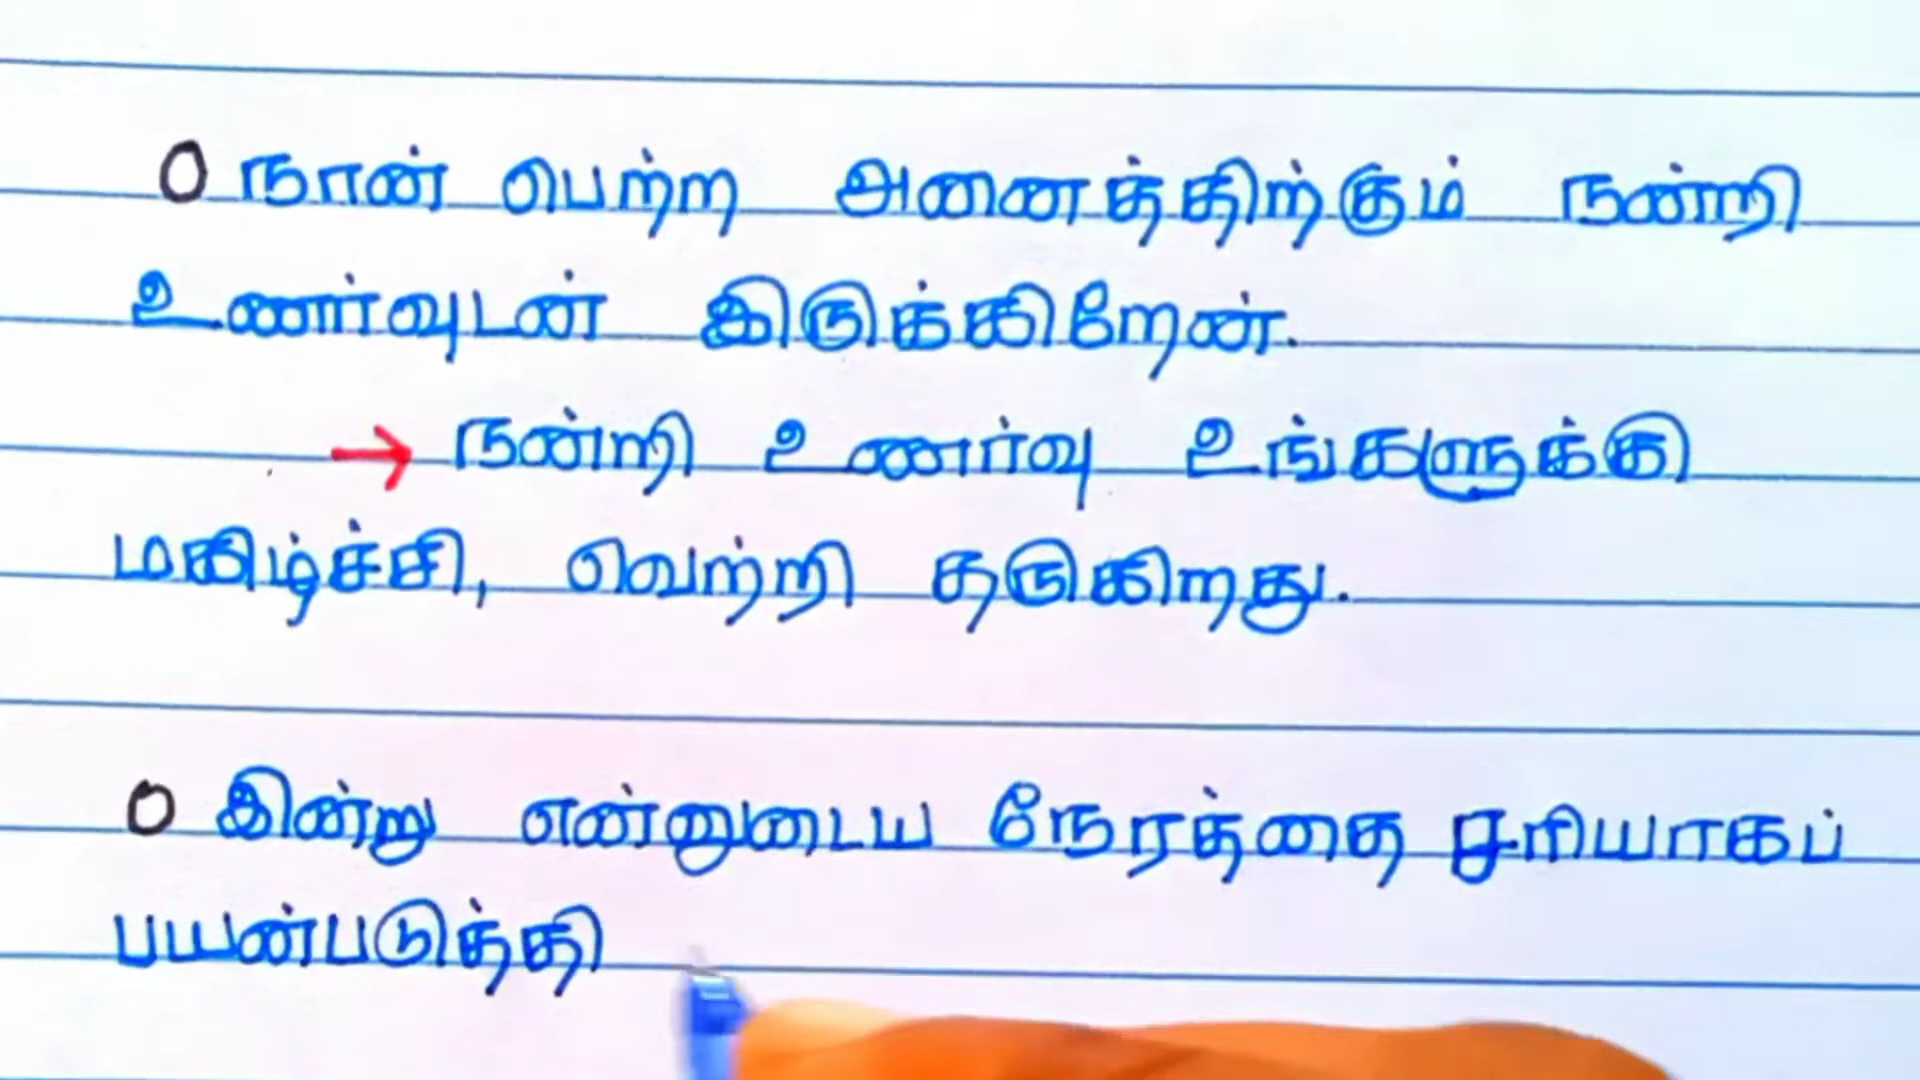 O நான் பெற்ற அனைத்திற்கும் நன்றி
உணர்வுடன் இருக்கிறேன்.
→ நன்றி உணர்வு உங்களுக்கு
மகிழ்ச்சி, வெற்றி தருகிறது.
O இன்று என்னுடைய நேரத்தை சரியாகப்
பயன்படுத்தி